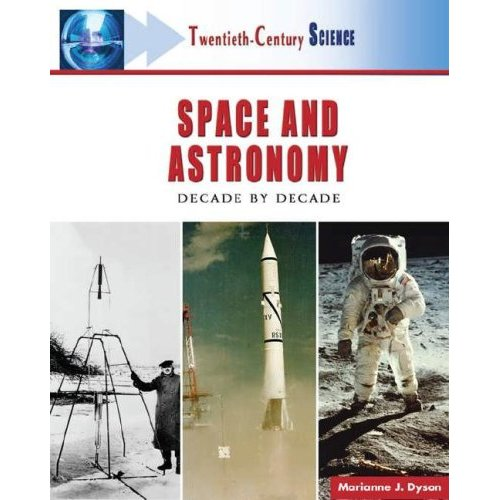 Twentieth-Century Science
SPACE AND
ASTRONOMY
DECADE BY DECADE
Marianne J. Dyson